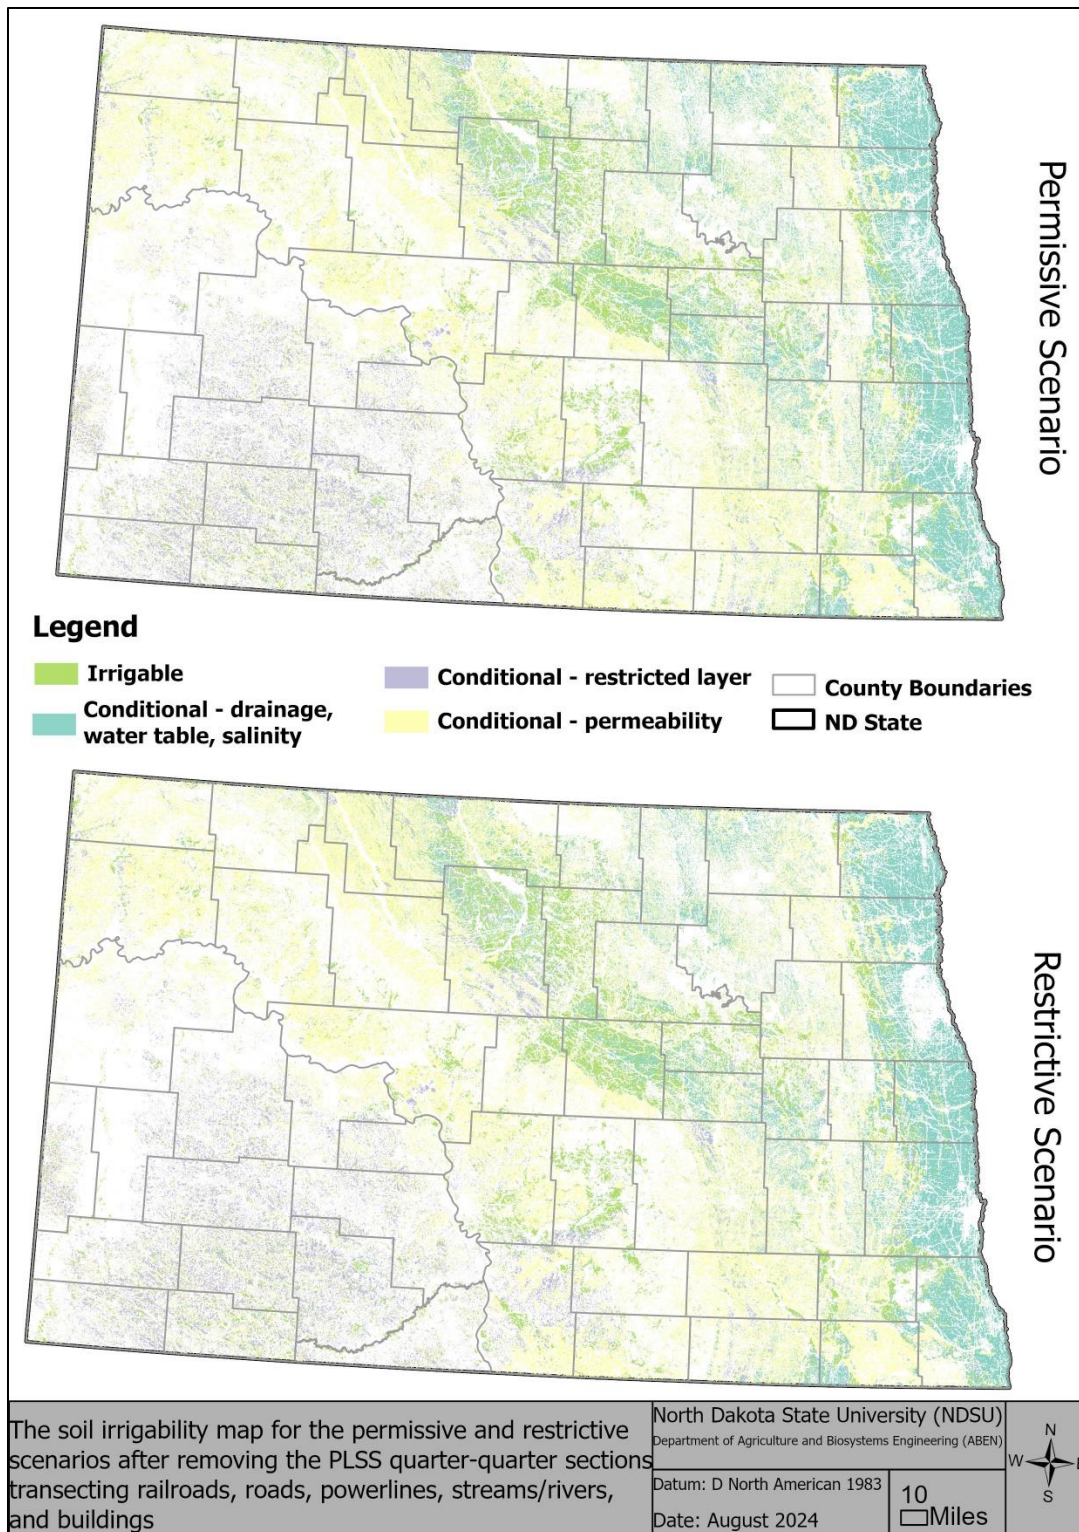 Permissive Scenario
Legend
Irrigable
Conditional - drainage,
water table, salinity
Conditional - restricted layer
Conditional - permeability
County Boundaries
ND State
Restrictive Scenario
The soil irrigability map for the permissive and restrictive
scenarios after removing the PLSS quarter-quarter sections
transecting railroads, roads, powerlines, streams/rivers,
and buildings
North Dakota State University (NDSU)
Department of Agriculture and Biosystems Engineering (ABEN)
Datum: D North American 1983
Date: August 2024
10
Miles
N
W
E
S